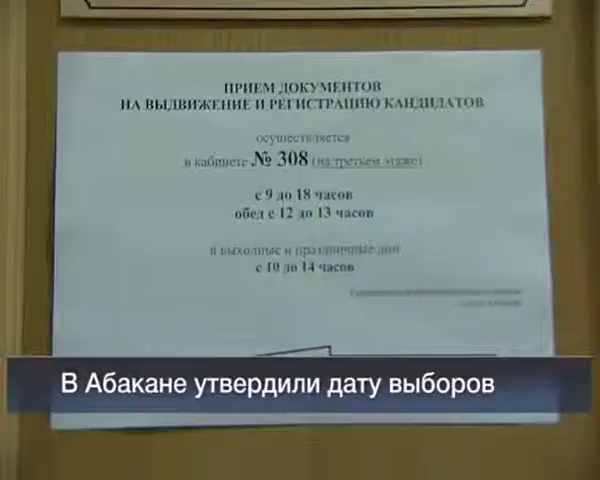 ПРИЕМ ДОКУМЕНТОВ
НА ВЫДВИЖЕНИЕ И РЕГИСТРАЦИЮ КАНДИДАТОВ
осуществляется
в кабинете № 308 (на третьем этаже)
с 9 до 18 часов
обед с 12 до 13 часов
в выходные и праздничные дни
с 10 до 14 часов
В Абакане утвердили дату выборов